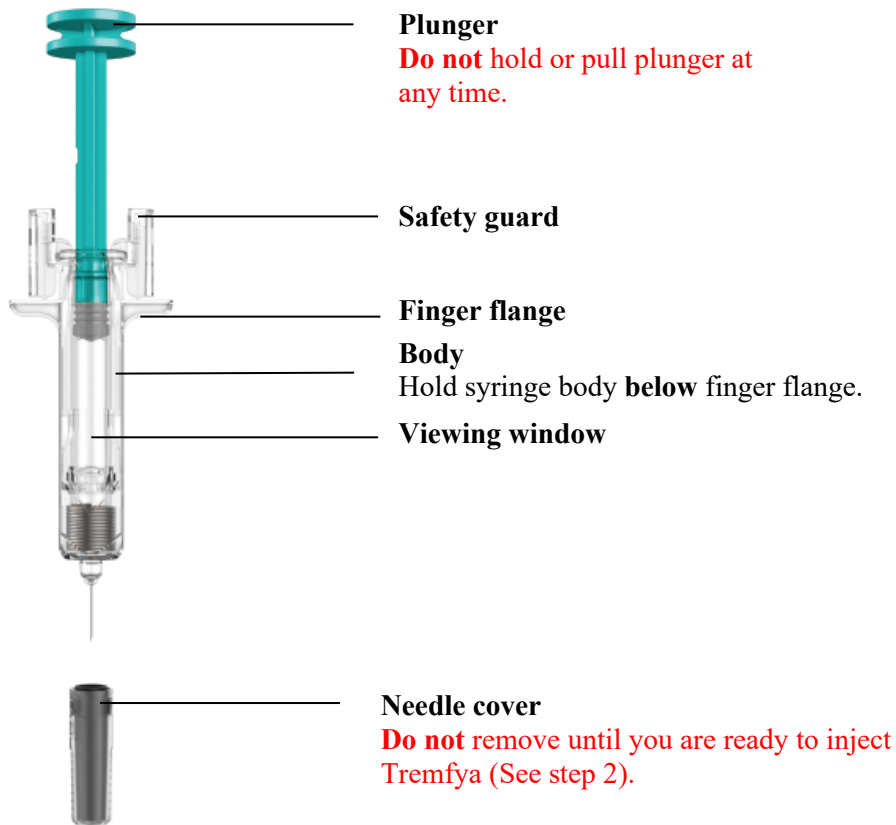 Plunger
Do not hold or pull plunger at
any time.
Safety guard
Finger flange
Body
Hold syringe body below finger flange.
Viewing window
Needle cover
Do not remove until you are ready to inject
Tremfya (See step 2).